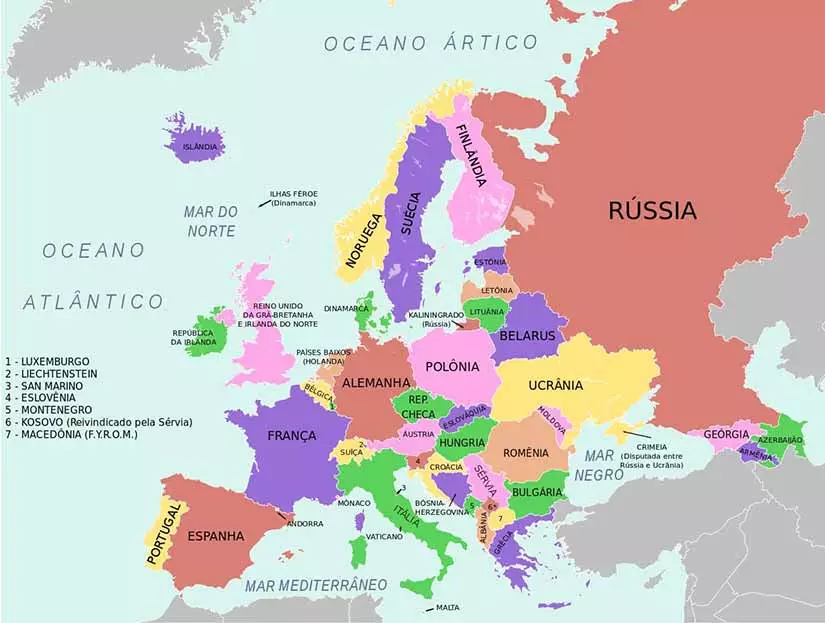 OCEANO ÁRTICO
ISLÂNDIA
ILHAS FÉROE
(Dinamarca)
MAR DO
NORTE
OCEANO
ATLÂNTICO
NORUEGA
SUÉCIA
FINLÂNDIA
RÚSSIA
ESTÔNIA
LETÔNIA
LITUÂNIA
KALININGRADO
(Rússia)
BELARUS
REPÚBLICA
DA IRLANDA
REINO UNIDO
DA GRÃ-BRETANHA
E IRLANDA DO NORTE
DINAMARCA
PAÍSES BAIXOS
(HOLANDA)
BÉLGICA
1
ALEMANHA
POLÔNIA
UCRÂNIA
1 - LUXEMBURGO
2 - LIECHTENSTEIN
3 - SAN MARINO
4 - ESLOVÊNIA
5 - MONTENEGRO
6 - KOSOVO (Reivindicado pela Sérvia)
7 - MACEDÔNIA (F.Y.R.O.M.)
REP.
CHECA
ESLOVÁQUIA
MOLDOVA
FRANÇA
SUÍÇA
2
ÁUSTRIA
HUNGRIA
ROMÊNIA
4
CROÁCIA
SÉRVIA
MAR
NEGRO
CRIMEIA
(Disputada entre
Rússia e Ucrânia)
GEÓRGIA
AZERBAIJÃO
ARMÊNIA
PORTUGAL
ESPANHA
ANDORRA
MÔNACO
3
ITÁLIA
VATICANO
BÓSNIA-
HERZEGOVINA
5
6*
7
BULGÁRIA
ALBÂNIA
GRÉCIA
MAR MEDITERRÂNEO
MALTA